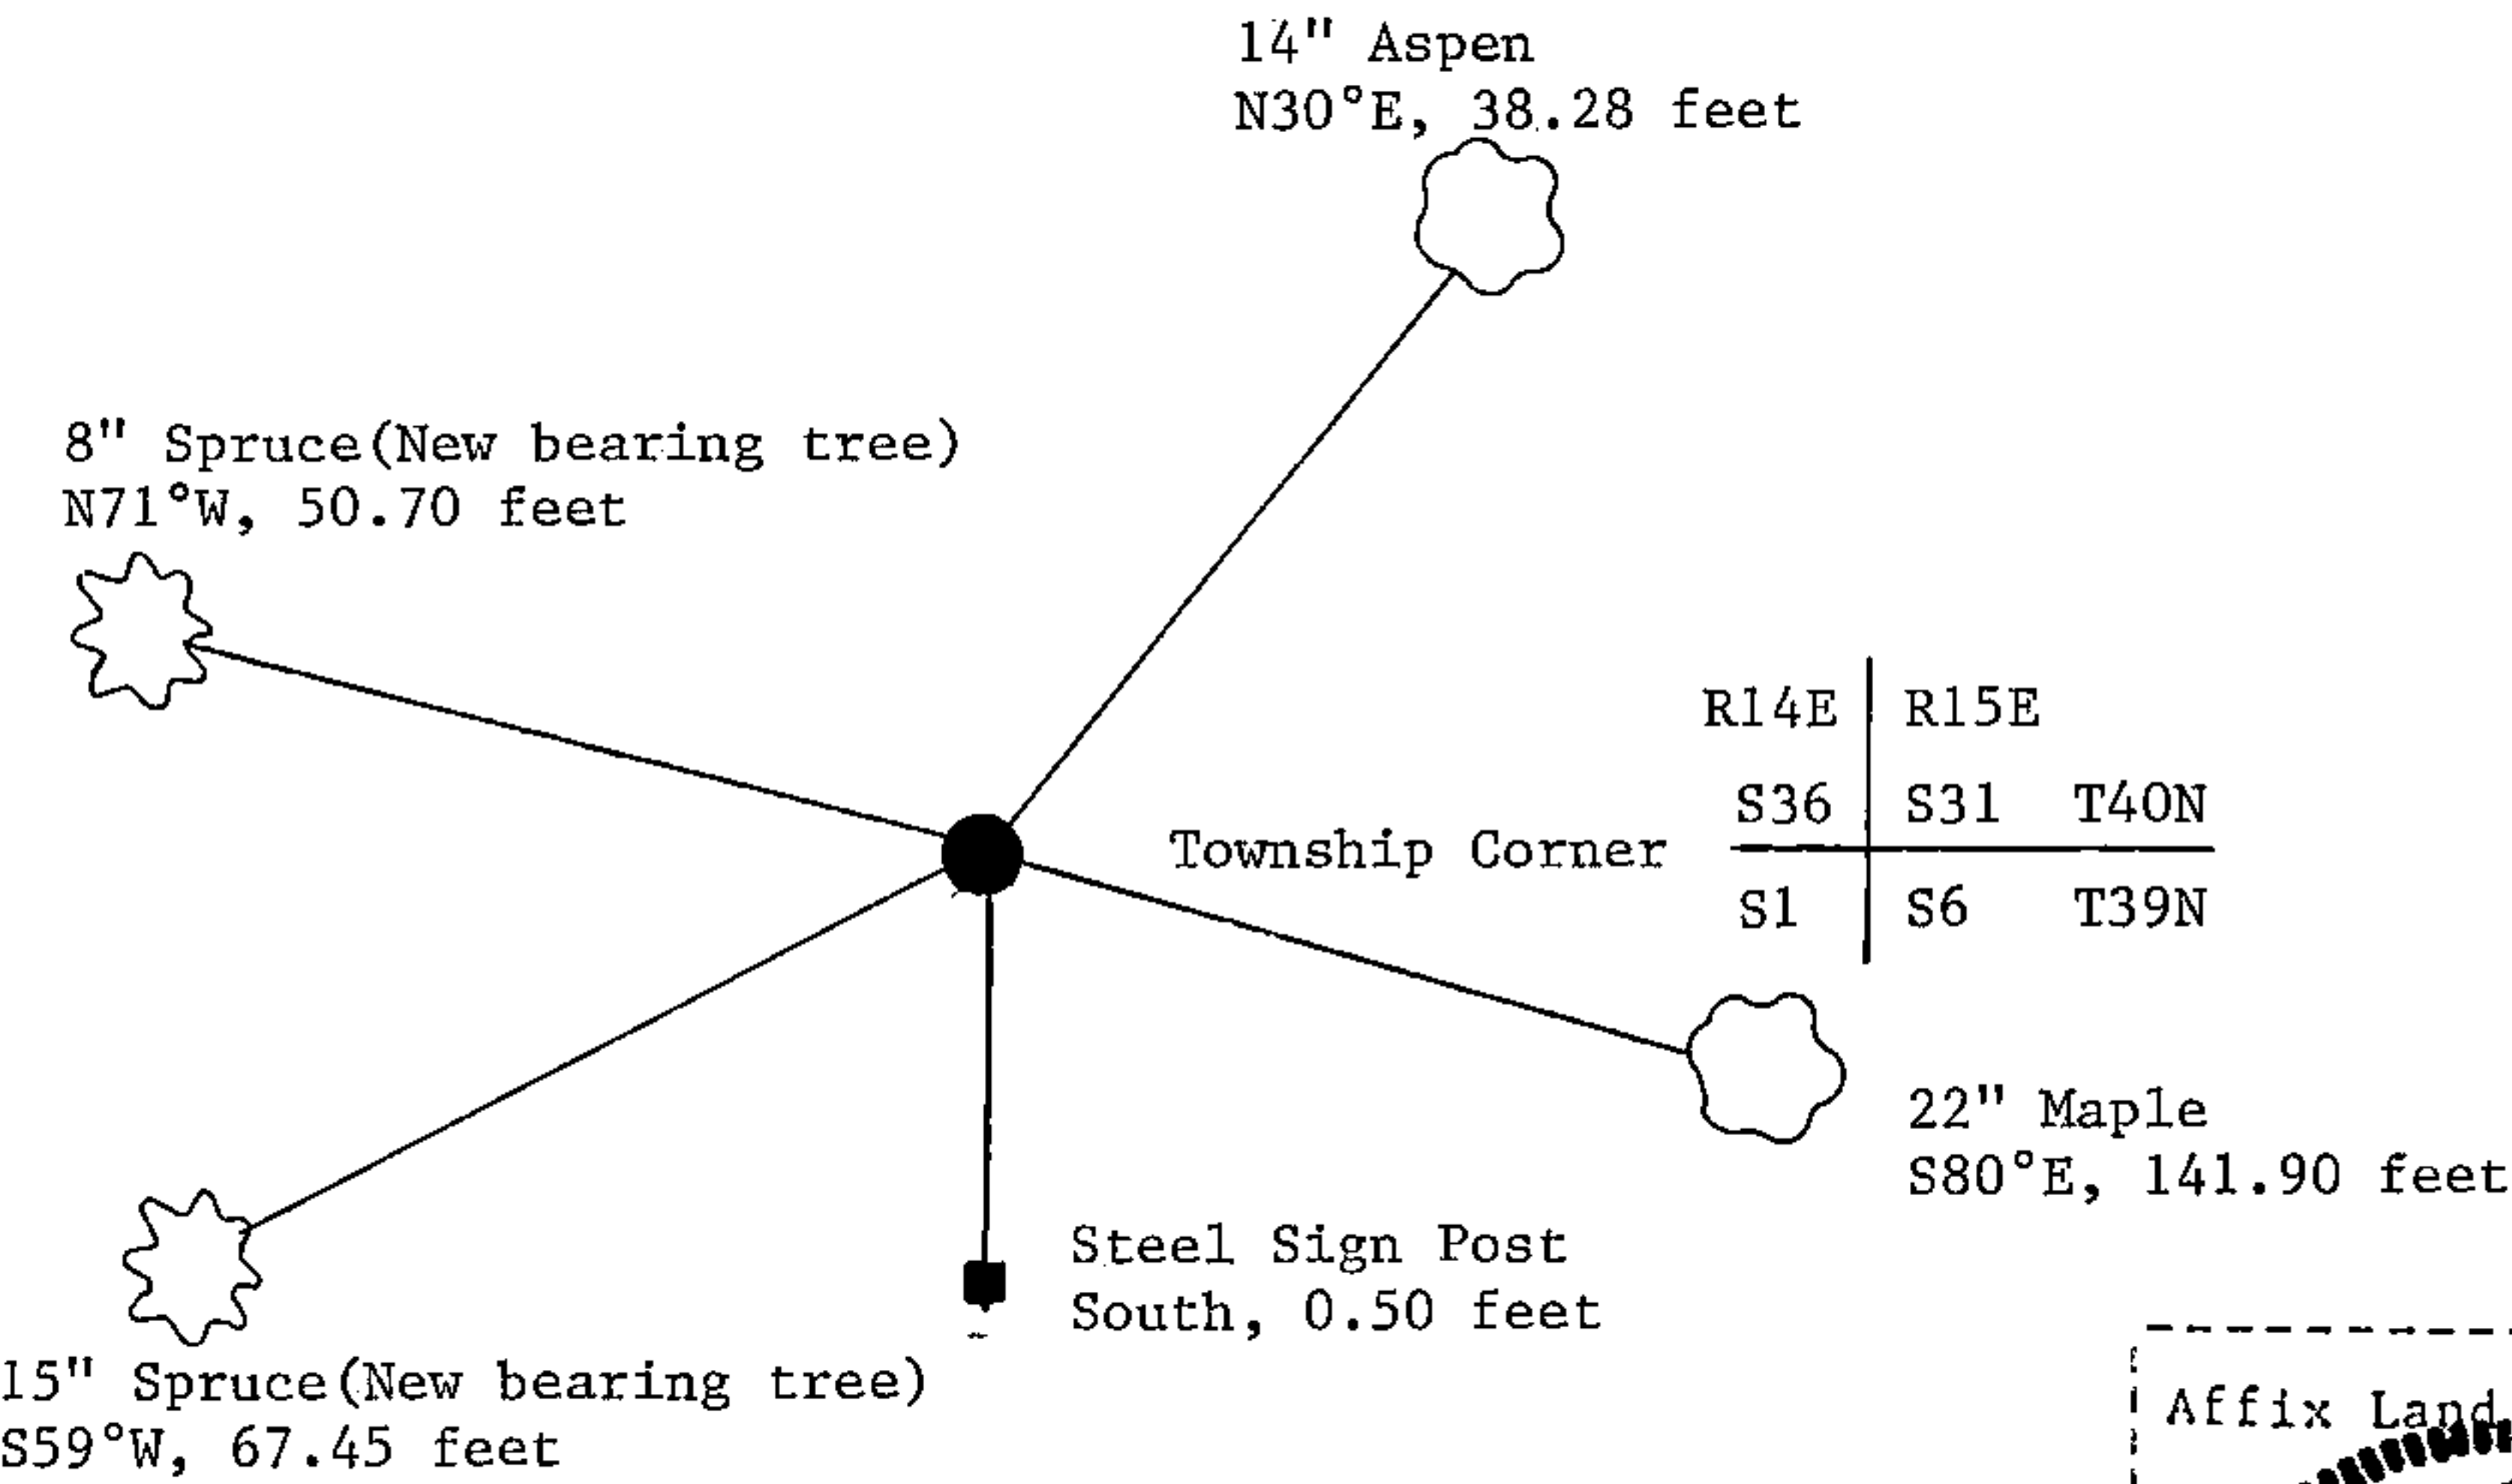 14" Aspen
N30°E, 38.28 feet
8" Spruce(New bearing tree)
N71°W, 50.70 feet
R14E R15E
S36 S31 T40N
Township Corner
S1 S6 T39N
22" Maple
S80°E, 141.90 feet
Steel Sign Post
South, 0.50 feet
15" Spruce(New bearing tree)
S59°W, 67.45 feet
Affix Land